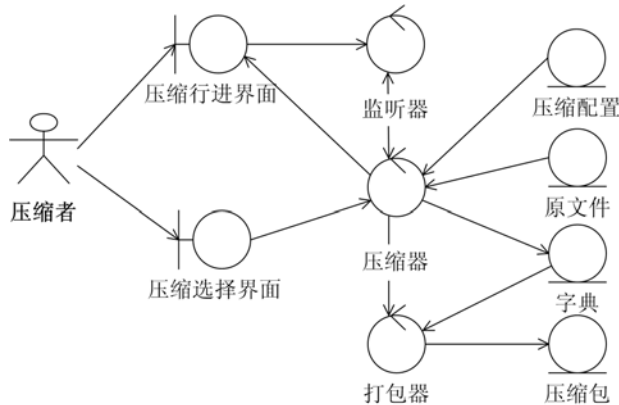 压缩行进界面
监听器
压缩配置
压缩者
原文件
压缩选择界面
压缩器
字典
打包器
压缩包